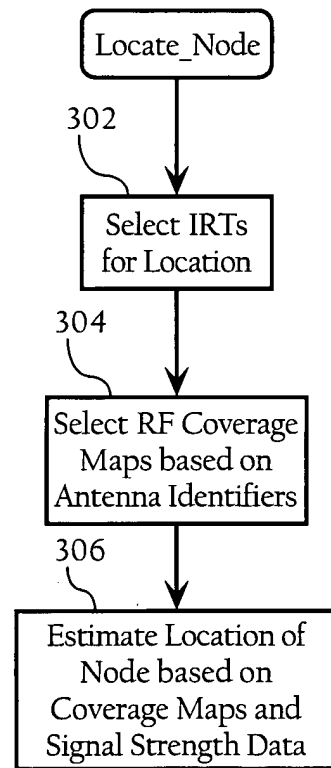 Locate_Node
302
Select IRTs
for Location
304
Select RF Coverage
Maps based on
Antenna Identifiers
306
Estimate Location of
Node based on
Coverage Maps and
Signal Strength Data